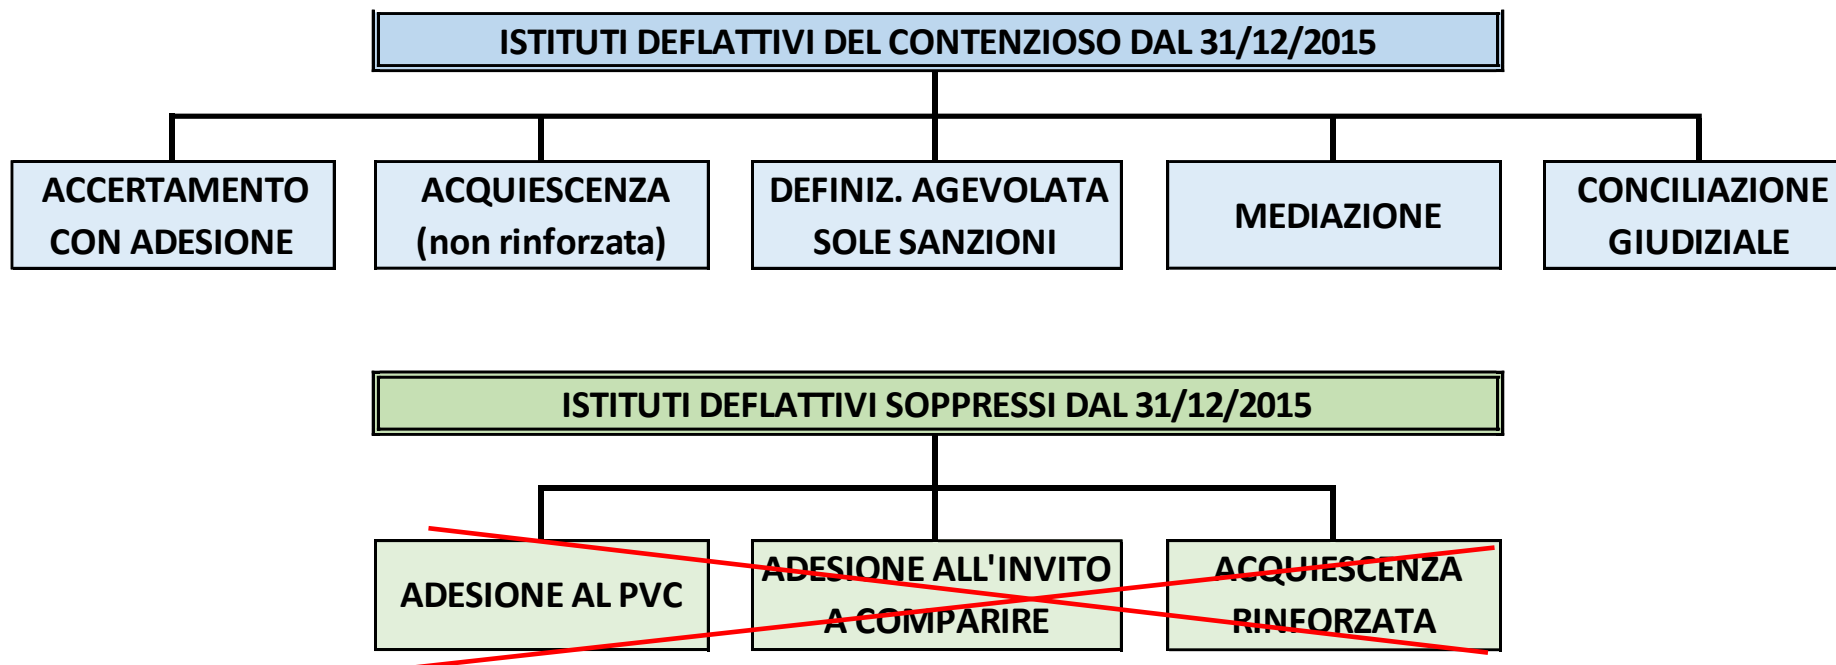 ISTITUTI DEFLATTIVI DEL CONTENZIOSO DAL 31/12/2015
ACCERTAMENTO
CON ADESIONE
ACQUIESCENZA
(non rinforzata)
DEFINIZ. AGEVOLATA
SOLE SANZIONI
MEDIAZIONE
CONCILIAZIONE
GIUDIZIALE
ISTITUTI DEFLATTIVI SOPPRESSI DAL 31/12/2015
ADESIONE AL PVC
ADESIONE ALL'INVITO
A COMPARIRE
ACQUIESCENZA
RINFORZATA